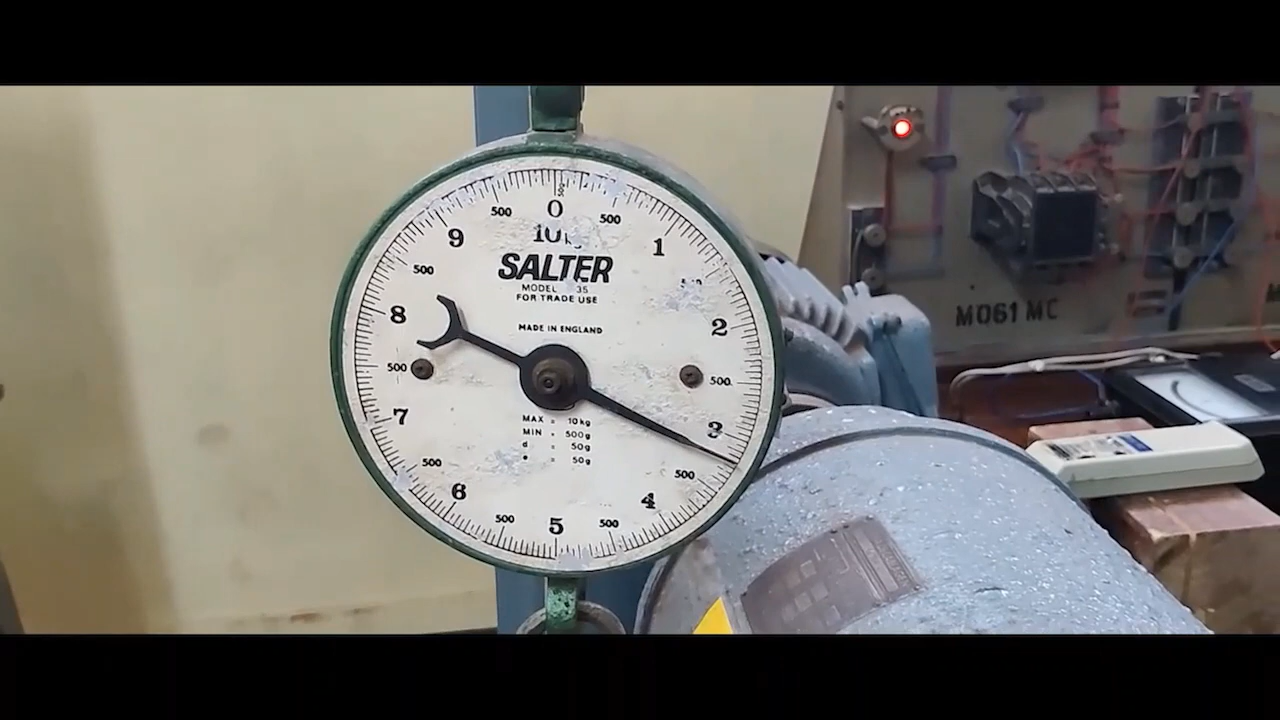 0
500 500
10
9 1
SALTER
500
MODEL 35
FOR TRADE USE
8 2
MADE IN ENGLAND
500 500
7 3
MAX = 10kg
MIN = 500g
d = 50g
• = 50g
500 500
6 4
500 5 500
M061 MC